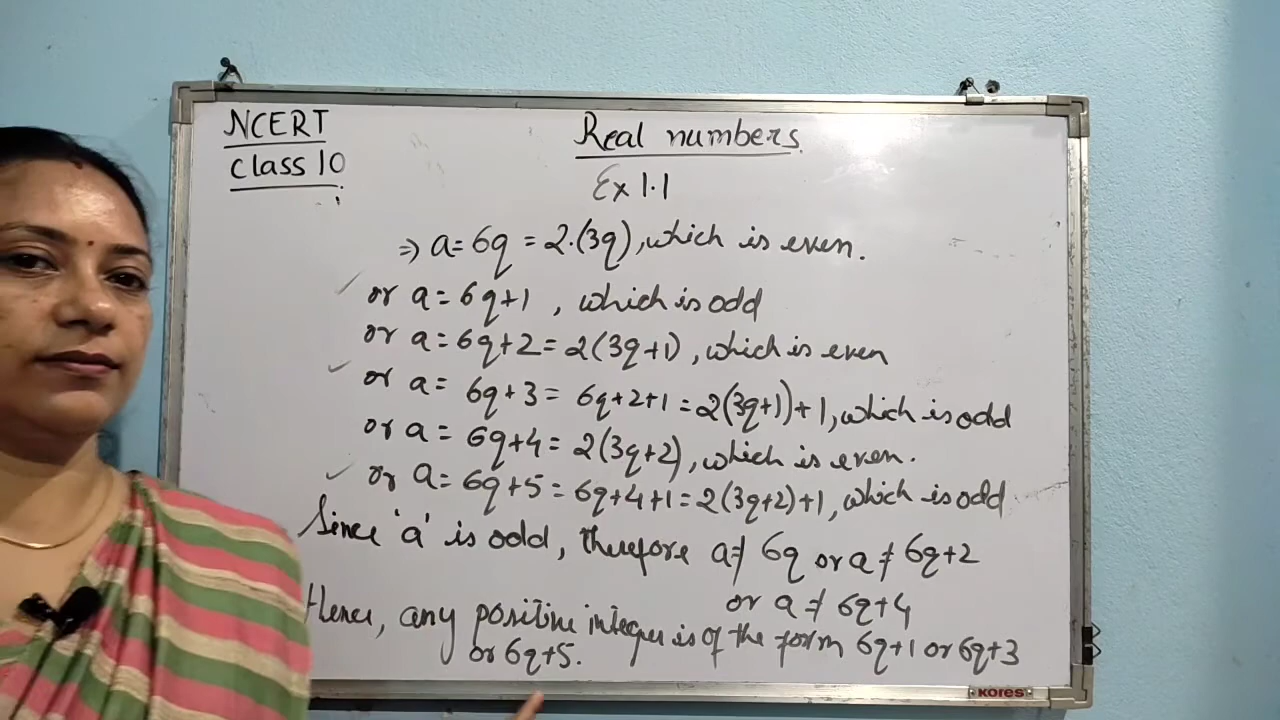 NCERT
Class 10
Real numbers
Ex 1.1
⇒ a = 6q = 2.(3q), which is even.
✓ or a = 6q+1 , which is odd
or a = 6q+2 = 2(3q+1), which is even
✓ or a = 6q+3 = 6q+2+1 = 2(3q+1)+1, which is odd
or a = 6q+4 = 2(3q+2), which is even.
✓ or a = 6q+5 = 6q+4+1 = 2(3q+2)+1, which is odd
Since 'a' is odd, therefore a ≠ 6q or a ≠ 6q+2
or a ≠ 6q+4
Hence, any positive integer is of the form 6q+1 or 6q+3
or 6q+5.
KORES